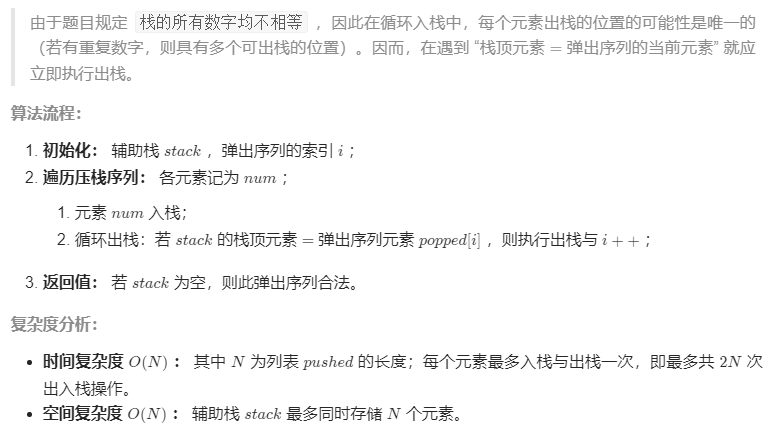 由于题目规定 栈的所有数字均不相等 ，因此在循环入栈中，每个元素出栈的位置的可能性是唯一的
（若有重复数字，则具有多个可出栈的位置）。因而，在遇到 “栈顶元素 = 弹出序列的当前元素” 就应
立即执行出栈。
算法流程：
1. 初始化： 辅助栈 stack ，弹出序列的索引 i ；
2. 遍历压栈序列： 各元素记为 num ；
1. 元素 num 入栈；
2. 循环出栈：若 stack 的栈顶元素 = 弹出序列元素 popped[i] ，则执行出栈与 i++ ；
3. 返回值： 若 stack 为空，则此弹出序列合法。
复杂度分析：
• 时间复杂度 O(N) ： 其中 N 为列表 pushed 的长度；每个元素最多入栈与出栈一次，即最多共 2N 次
出入栈操作。
• 空间复杂度 O(N) ： 辅助栈 stack 最多同时存储 N 个元素。